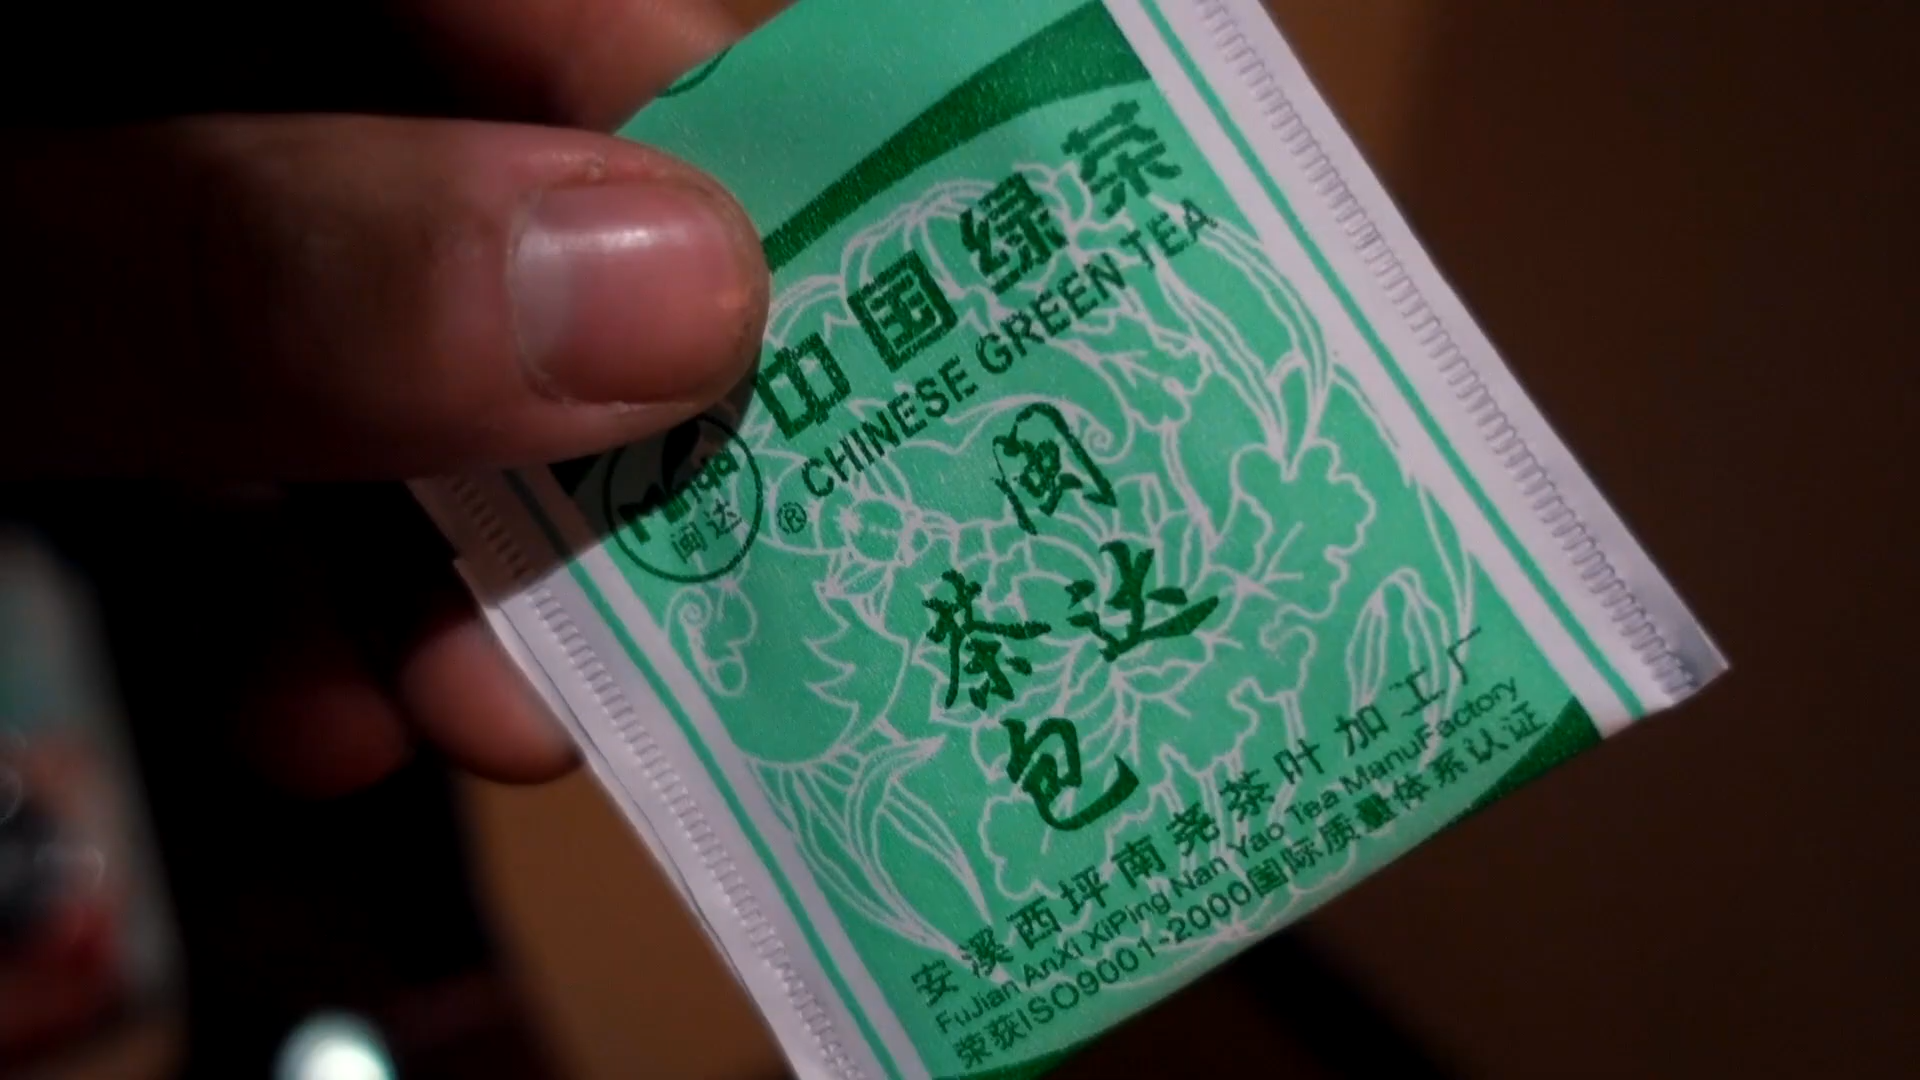 中国绿茶
® CHINESE GREEN TEA
Minda
闽达
闽
达
茶
包
安溪西坪南尧茶叶加工厂
FuJian AnXi XiPing Nan Yao Tea ManuFactory
荣获ISO9001-2000国际质量体系认证